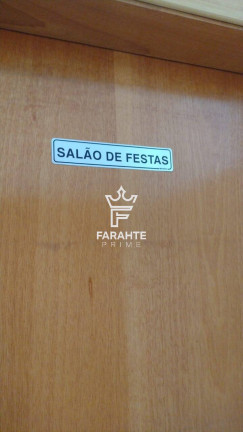 SALÃO DE FESTAS
F
FARAHTE
PRIME